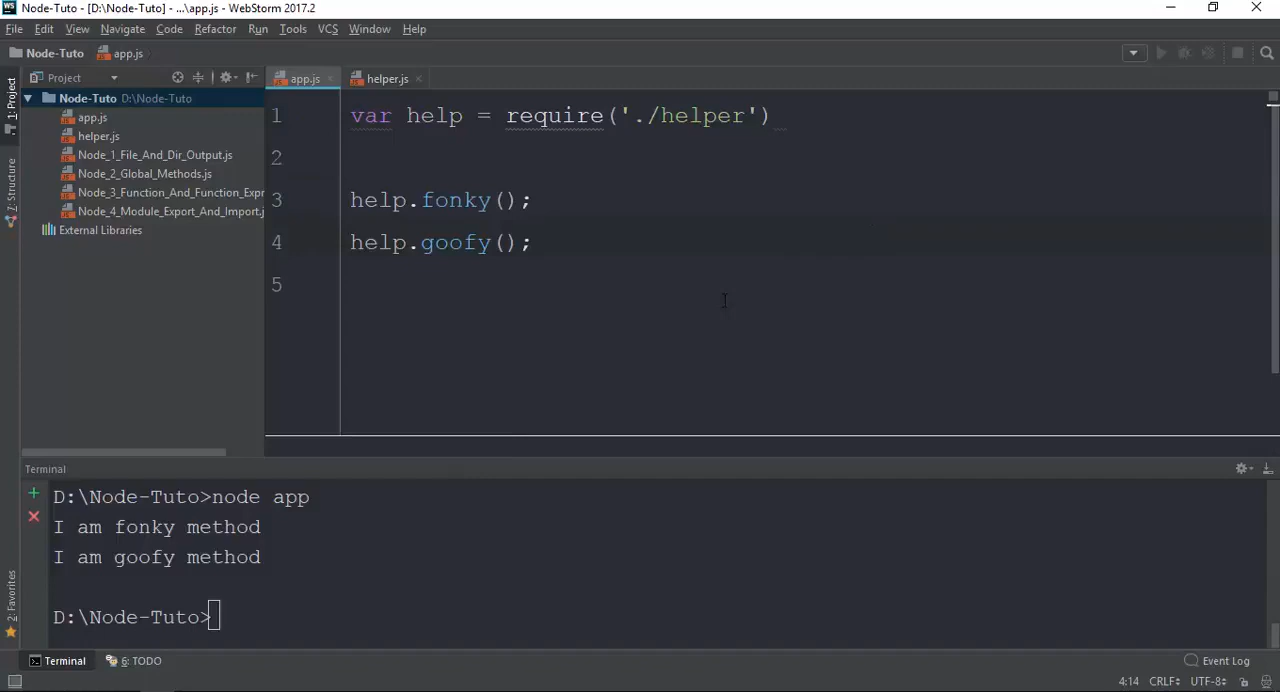 WS Node-Tuto - [D:\Node-Tuto] - ...\app.js - WebStorm 2017.2
File Edit View Navigate Code Refactor Run Tools VCS Window Help
Node-Tuto app.js
1: Project
Project
app.js
helper.js
Node-Tuto D:\Node-Tuto
app.js
helper.js
Node_1_File_And_Dir_Output.js
Node_2_Global_Methods.js
Node_3_Function_And_Function_Expr
Node_4_Module_Export_And_Import.j
External Libraries
Z: Structure
1 var help = require('./helper')
2
3 help.fonky();
4 help.goofy();
5
Terminal
D:\Node-Tuto>node app
I am fonky method
I am goofy method
D:\Node-Tuto>
2: Favorites
Terminal 6: TODO Event Log
4:14 CRLF UTF-8